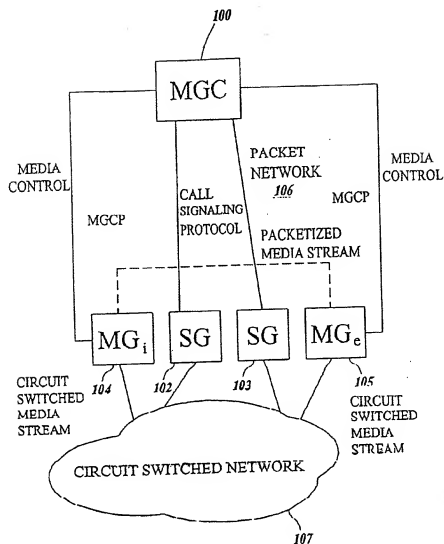 100
MGC
MEDIA
CONTROL
MGCP
CALL
SIGNALING
PROTOCOL
PACKET
NETWORK
106
MGCP
MEDIA
CONTROL
PACKETIZED
MEDIA STREAM
MGi
SG
SG
MGe
104
102
103
105
CIRCUIT
SWITCHED
MEDIA
STREAM
CIRCUIT
SWITCHED
MEDIA
STREAM
CIRCUIT SWITCHED NETWORK
107